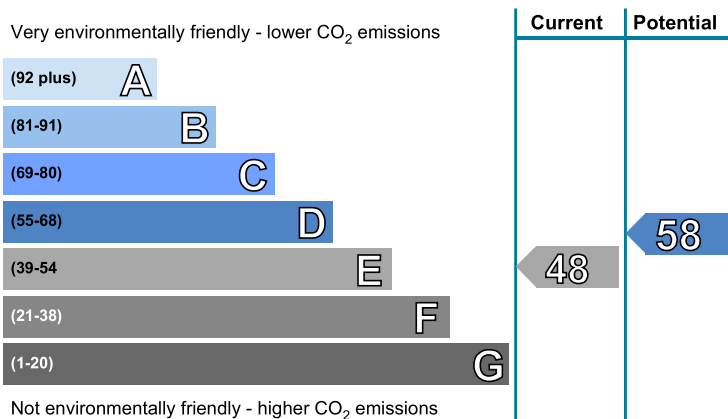 Very environmentally friendly - lower CO2 emissions
Current
Potential
(92 plus) A
(81-91) B
(69-80) C
(55-68) D
58
(39-54 E
48
(21-38) F
(1-20) G
Not environmentally friendly - higher CO2 emissions